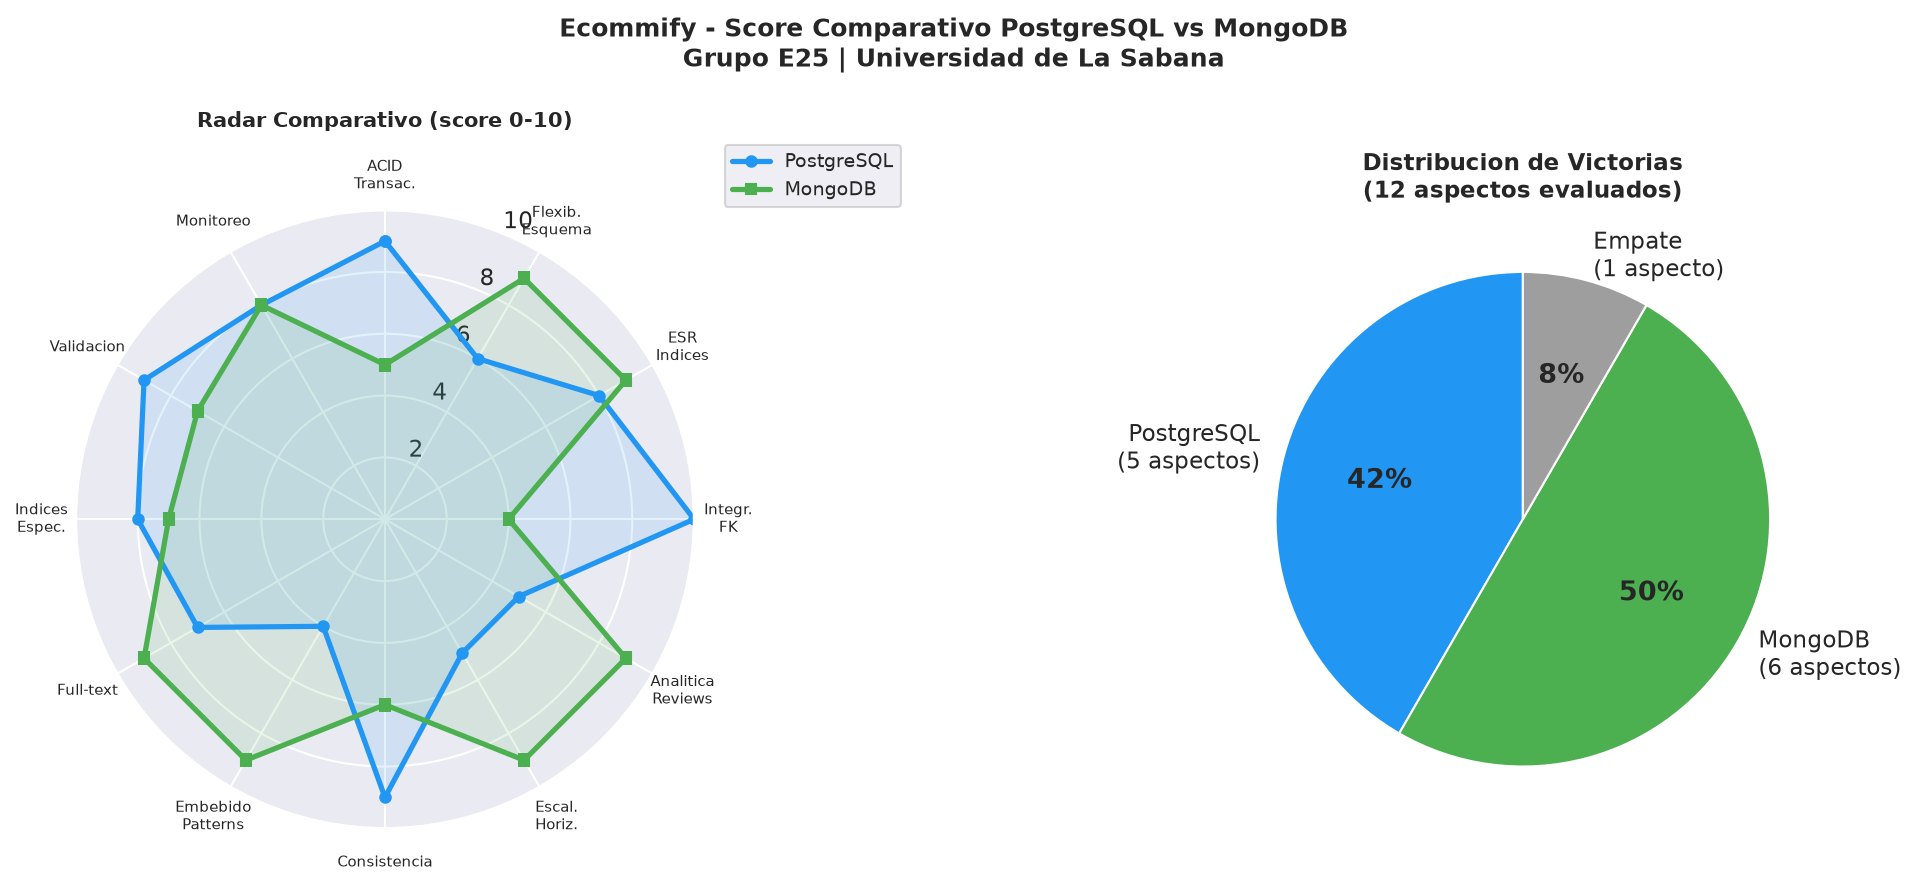 Ecommify - Score Comparativo PostgreSQL vs MongoDB
Grupo E25 | Universidad de La Sabana
Radar Comparativo (score 0-10)
ACID
Transac.
Flexib.
Esquema
ESR
Indices
Integr.
FK
Analitica
Reviews
Escal.
Horiz.
Consistencia
Embebido
Patterns
Full-text
Indices
Espec.
Validacion
Monitoreo
10
8
6
4
2
PostgreSQL
MongoDB
Distribucion de Victorias
(12 aspectos evaluados)
Empate
(1 aspecto)
8%
PostgreSQL
(5 aspectos)
42%
50%
MongoDB
(6 aspectos)